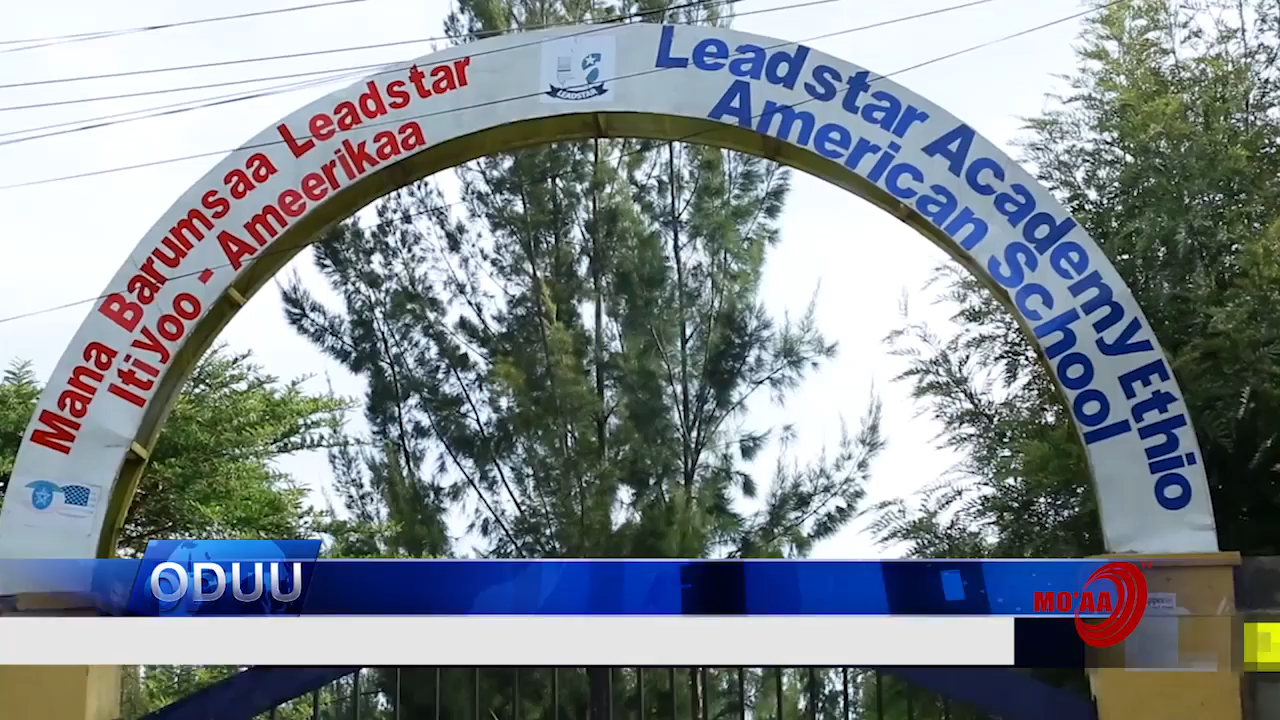 Mana Barumsaa Leadstar
Itiyoo - Ameerikaa
LEADSTAR
Leadstar Academy Ethio
American School
ODUU
MO'AA